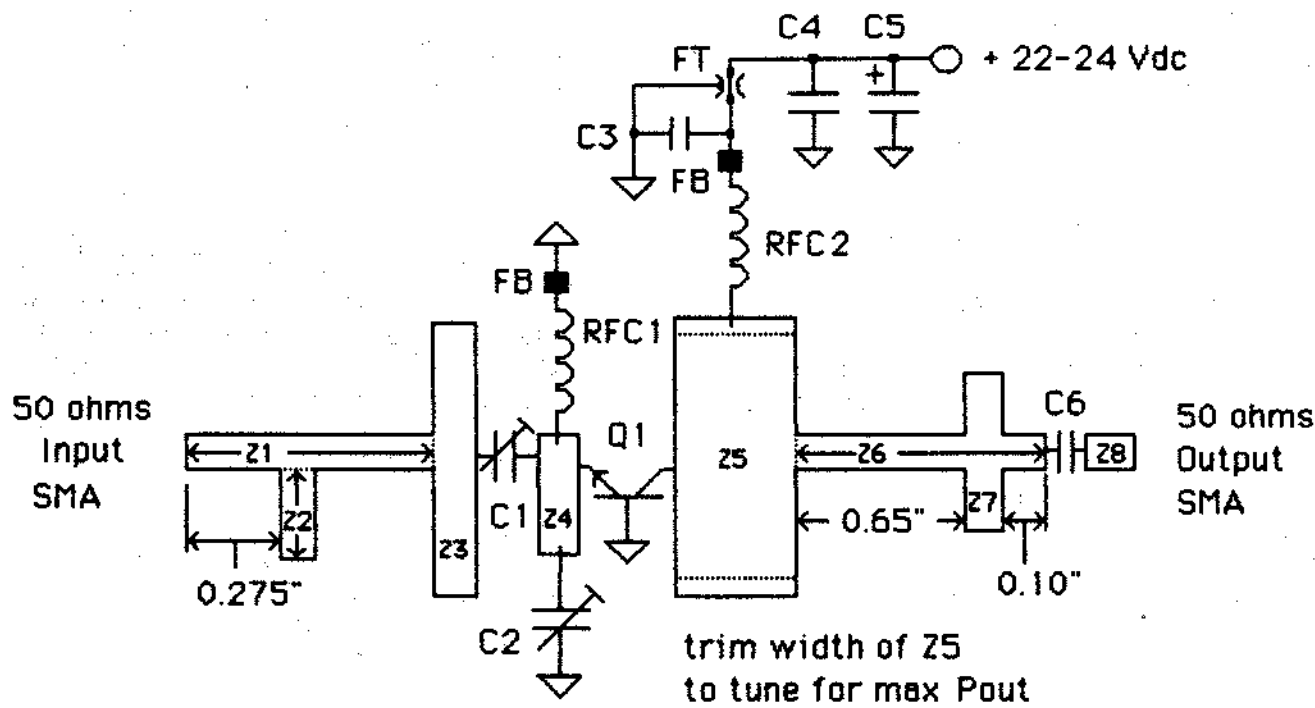 C4
C5
FT
+
+ 22-24 Vdc
C3
FB
RFC2
FB
RFC1
50 ohms
Input
SMA
Z1
Z2
Z3
C1
Z4
Q1
C2
Z5
Z6
Z7
C6
Z8
50 ohms
Output
SMA
0.275"
0.65"
0.10"
trim width of Z5
to tune for max Pout